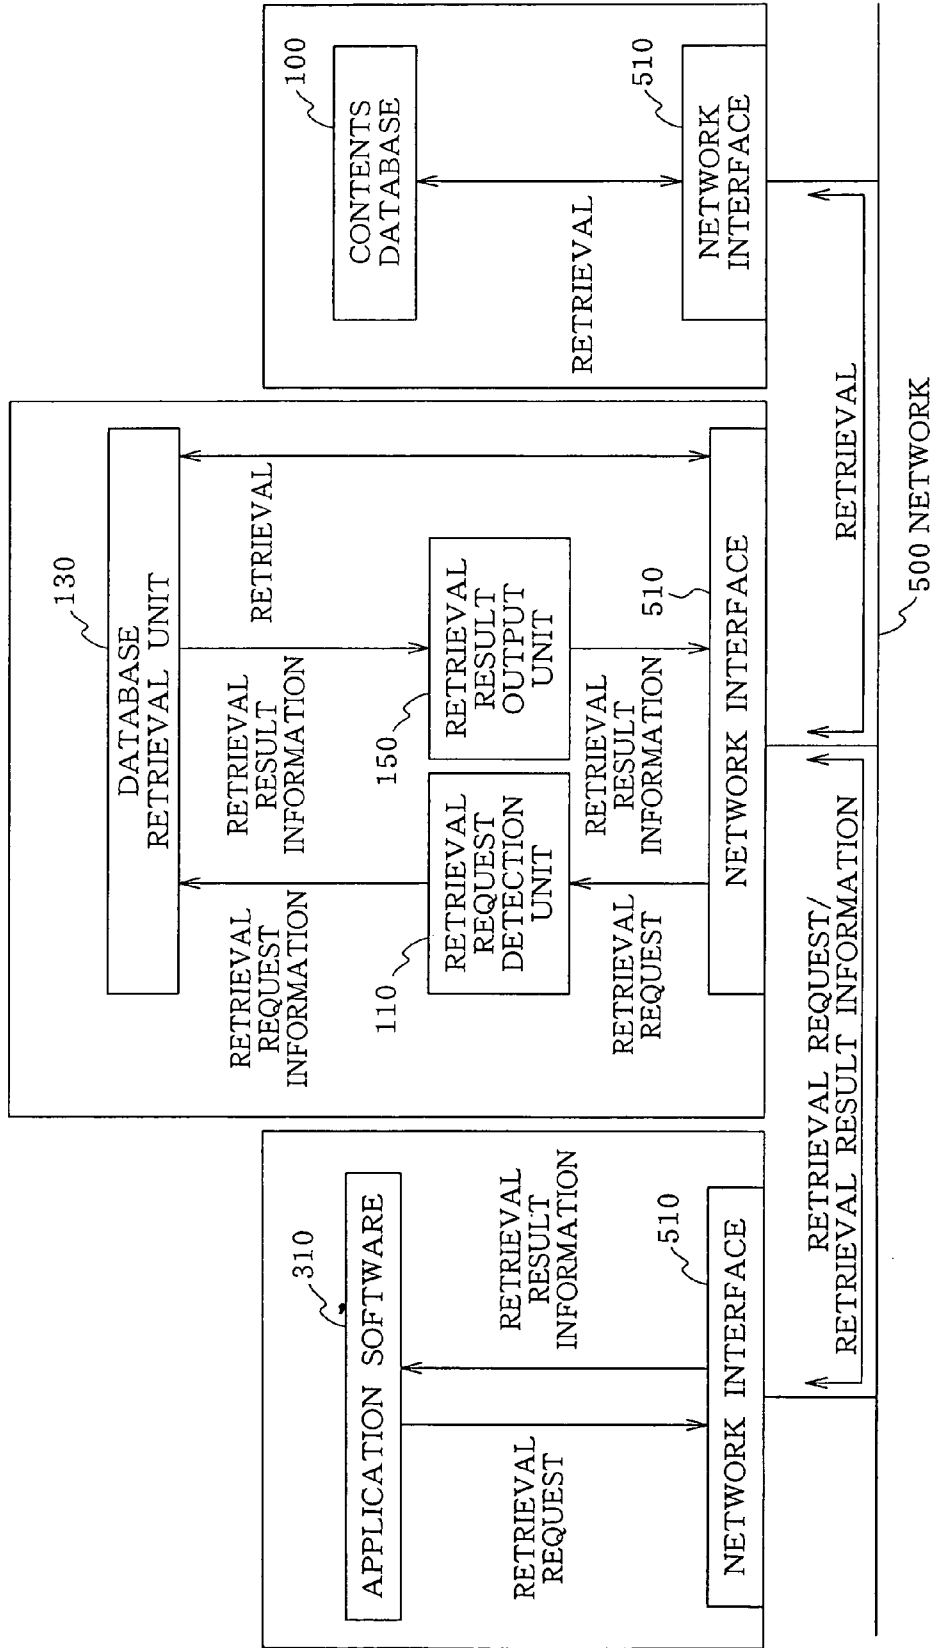 310
APPLICATION SOFTWARE
RETRIEVAL
REQUEST
RETRIEVAL
RESULT
INFORMATION
510
NETWORK INTERFACE
130
DATABASE
RETRIEVAL UNIT
RETRIEVAL
REQUEST
INFORMATION
RETRIEVAL
RESULT
INFORMATION
RETRIEVAL
110
RETRIEVAL
REQUEST
DETECTION
UNIT
150
RETRIEVAL
RESULT
OUTPUT
UNIT
RETRIEVAL
REQUEST
RETRIEVAL
RESULT
INFORMATION
510
NETWORK INTERFACE
100
CONTENTS
DATABASE
RETRIEVAL
510
NETWORK
INTERFACE
RETRIEVAL REQUEST/
RETRIEVAL RESULT INFORMATION
RETRIEVAL
500 NETWORK